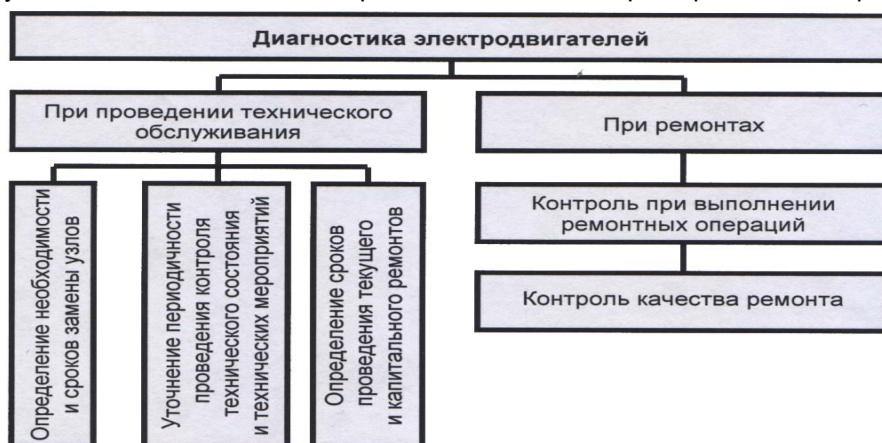 Диагностика электродвигателей
При проведении технического
обслуживания
При ремонтах
Определение необходимости
и сроков замены узлов
Уточнение периодичности
проведения контроля
технического состояния
и технических мероприятий
Определение сроков
проведения текущего
и капитального ремонтов
Контроль при выполнении
ремонтных операций
Контроль качества ремонта